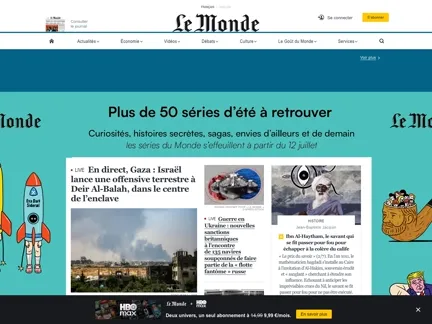 Français
Consulter
le journal
Le Monde
Se connecter
S'abonner
Actualités
Économie
Vidéos
Débats
Culture
Le Goût du Monde
Services
Voir plus
Le Monde
Le Monde
Plus de 50 séries d'été à retrouver
Curiosités, histoires secrètes, sagas, envies d'ailleurs et de demain
les séries du Monde s'effeuillent à partir du 12 juillet
LIVE En direct, Gaza : Israël
lance une offensive terrestre à
Deir Al-Balah, dans le centre
de l'enclave
LIVE Guerre en
Ukraine : nouvelles
sanctions
britanniques
à l'encontre
de 135 navires
soupçonnés de faire
partie de la « flotte
fantôme » russe
HISTOIRE
Ibn Al-Haytham, le savant qui
se fit passer pour fou pour
échapper à la colère du calife
Le Monde + HBO max
Deux univers, un seul abonnement à 14,99 9,99 €/mois.
En savoir plus